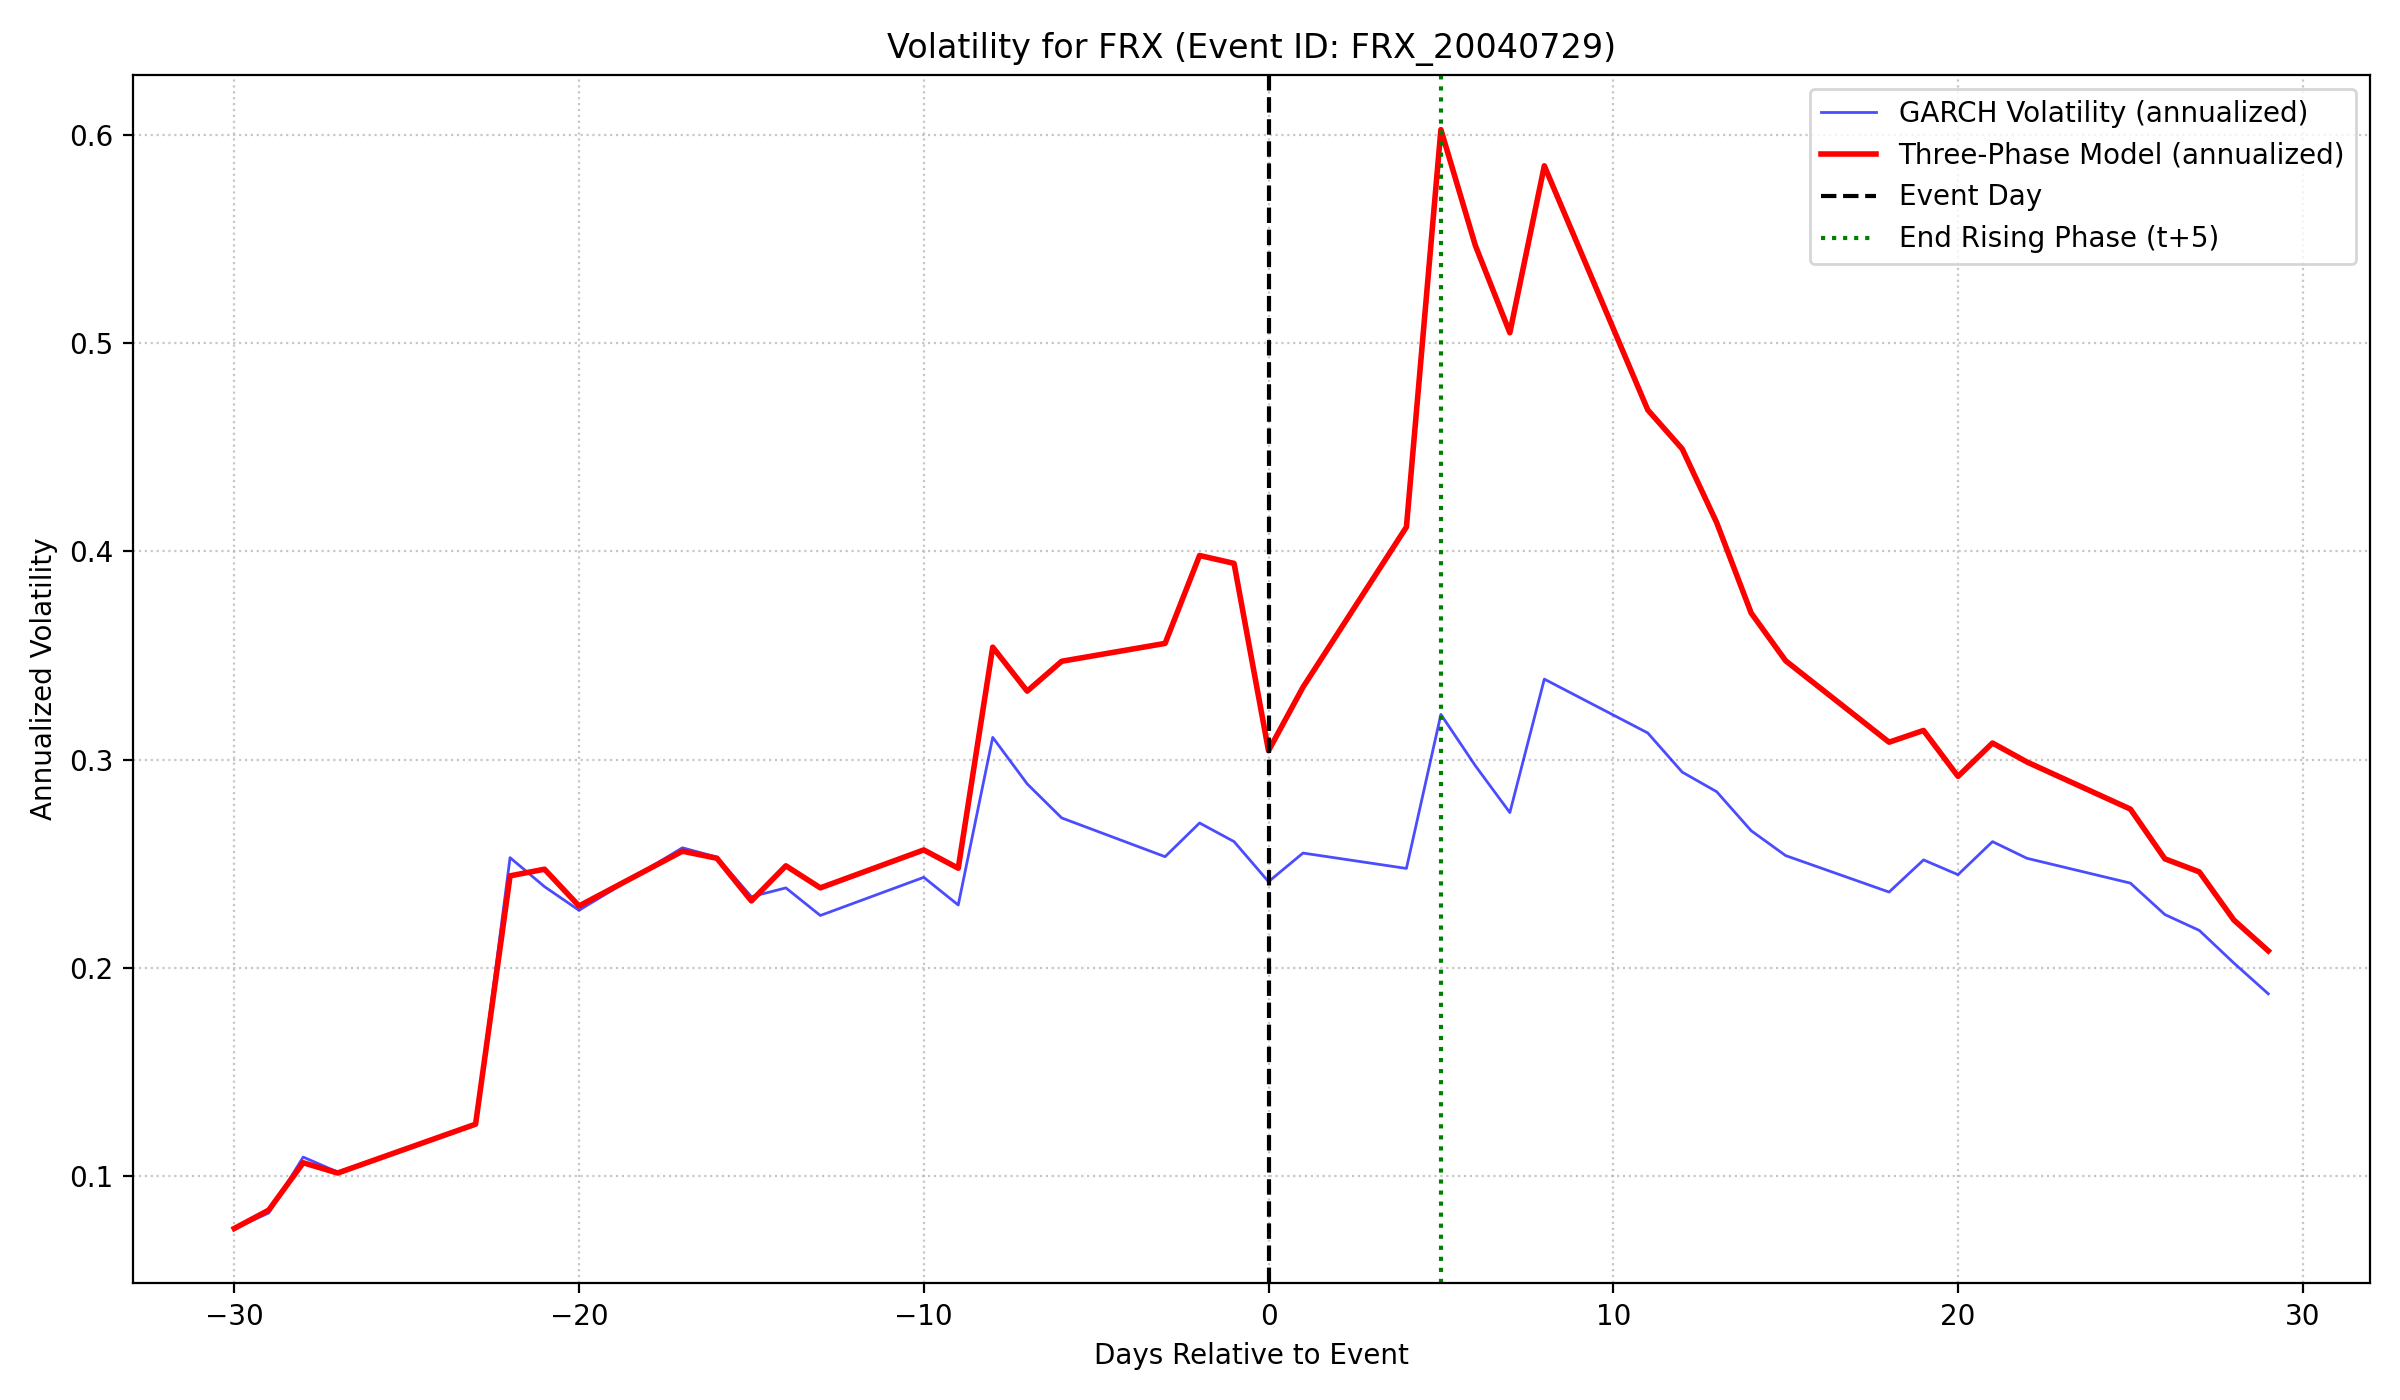 Volatility for FRX (Event ID: FRX_20040729)
GARCH Volatility (annualized)
Three-Phase Model (annualized)
Event Day
End Rising Phase (t+5)
Annualized Volatility
0.6
0.5
0.4
0.3
0.2
0.1
−30 −20 −10 0 10 20 30
Days Relative to Event